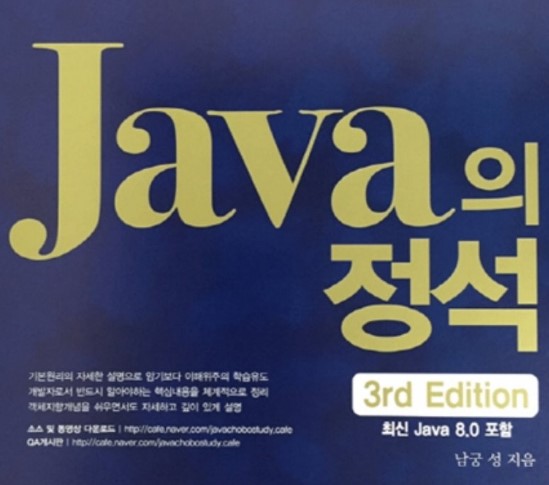 Java의
정석
기본원리의 자세한 설명으로 암기보다 이해위주의 학습유도
개발자로서 반드시 알아야하는 핵심내용을 체계적으로 정리
객체지향개념을 쉬우면서도 자세하고 깊이 있게 설명
3rd Edition
최신 Java 8.0 포함
소스 및 동영상 다운로드 | http://cafe.naver.com/javachobostudy.cafe
QA게시판 | http://cafe.naver.com/javachobostudy.cafe
남궁 성 지음